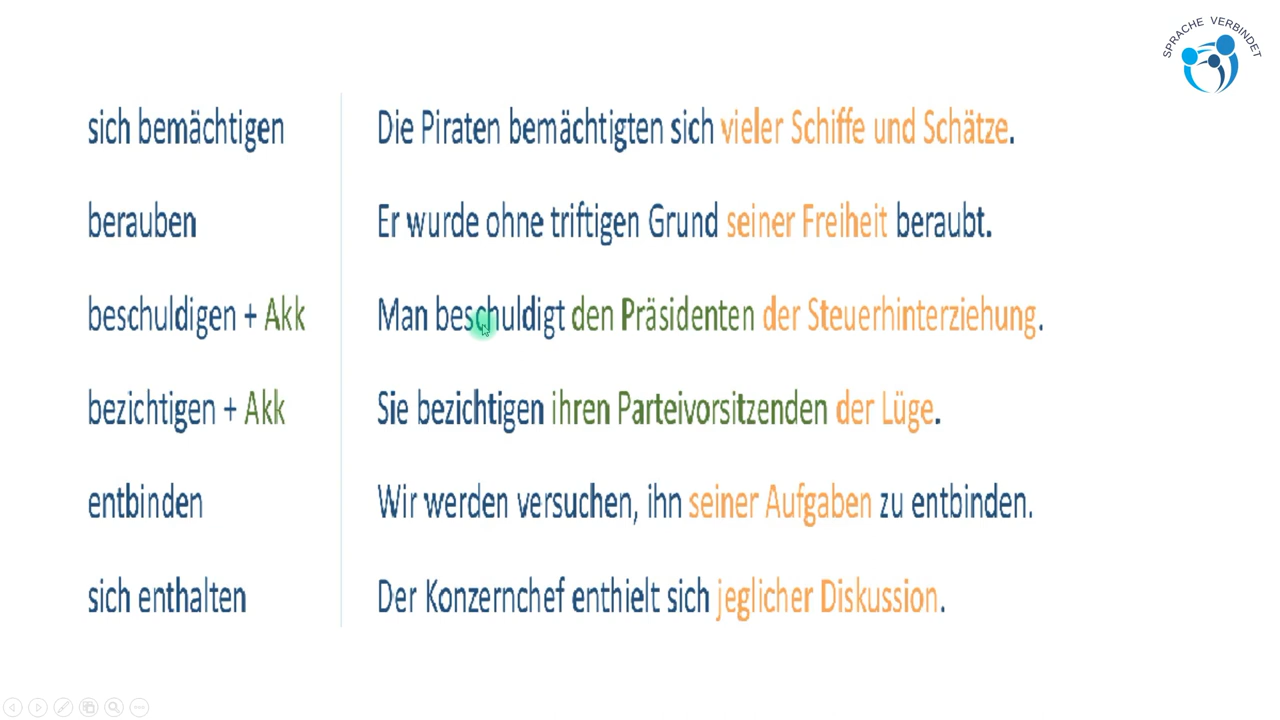 SPRACHE VERBINDET
sich bemächtigen Die Piraten bemächtigten sich vieler Schiffe und Schätze.
berauben Er wurde ohne triftigen Grund seiner Freiheit beraubt.
beschuldigen + Akk Man beschuldigt den Präsidenten der Steuerhinterziehung.
bezichtigen + Akk Sie bezichtigen ihren Parteivorsitzenden der Lüge.
entbinden Wir werden versuchen, ihn seiner Aufgaben zu entbinden.
sich enthalten Der Konzernchef enthielt sich jeglicher Diskussion.